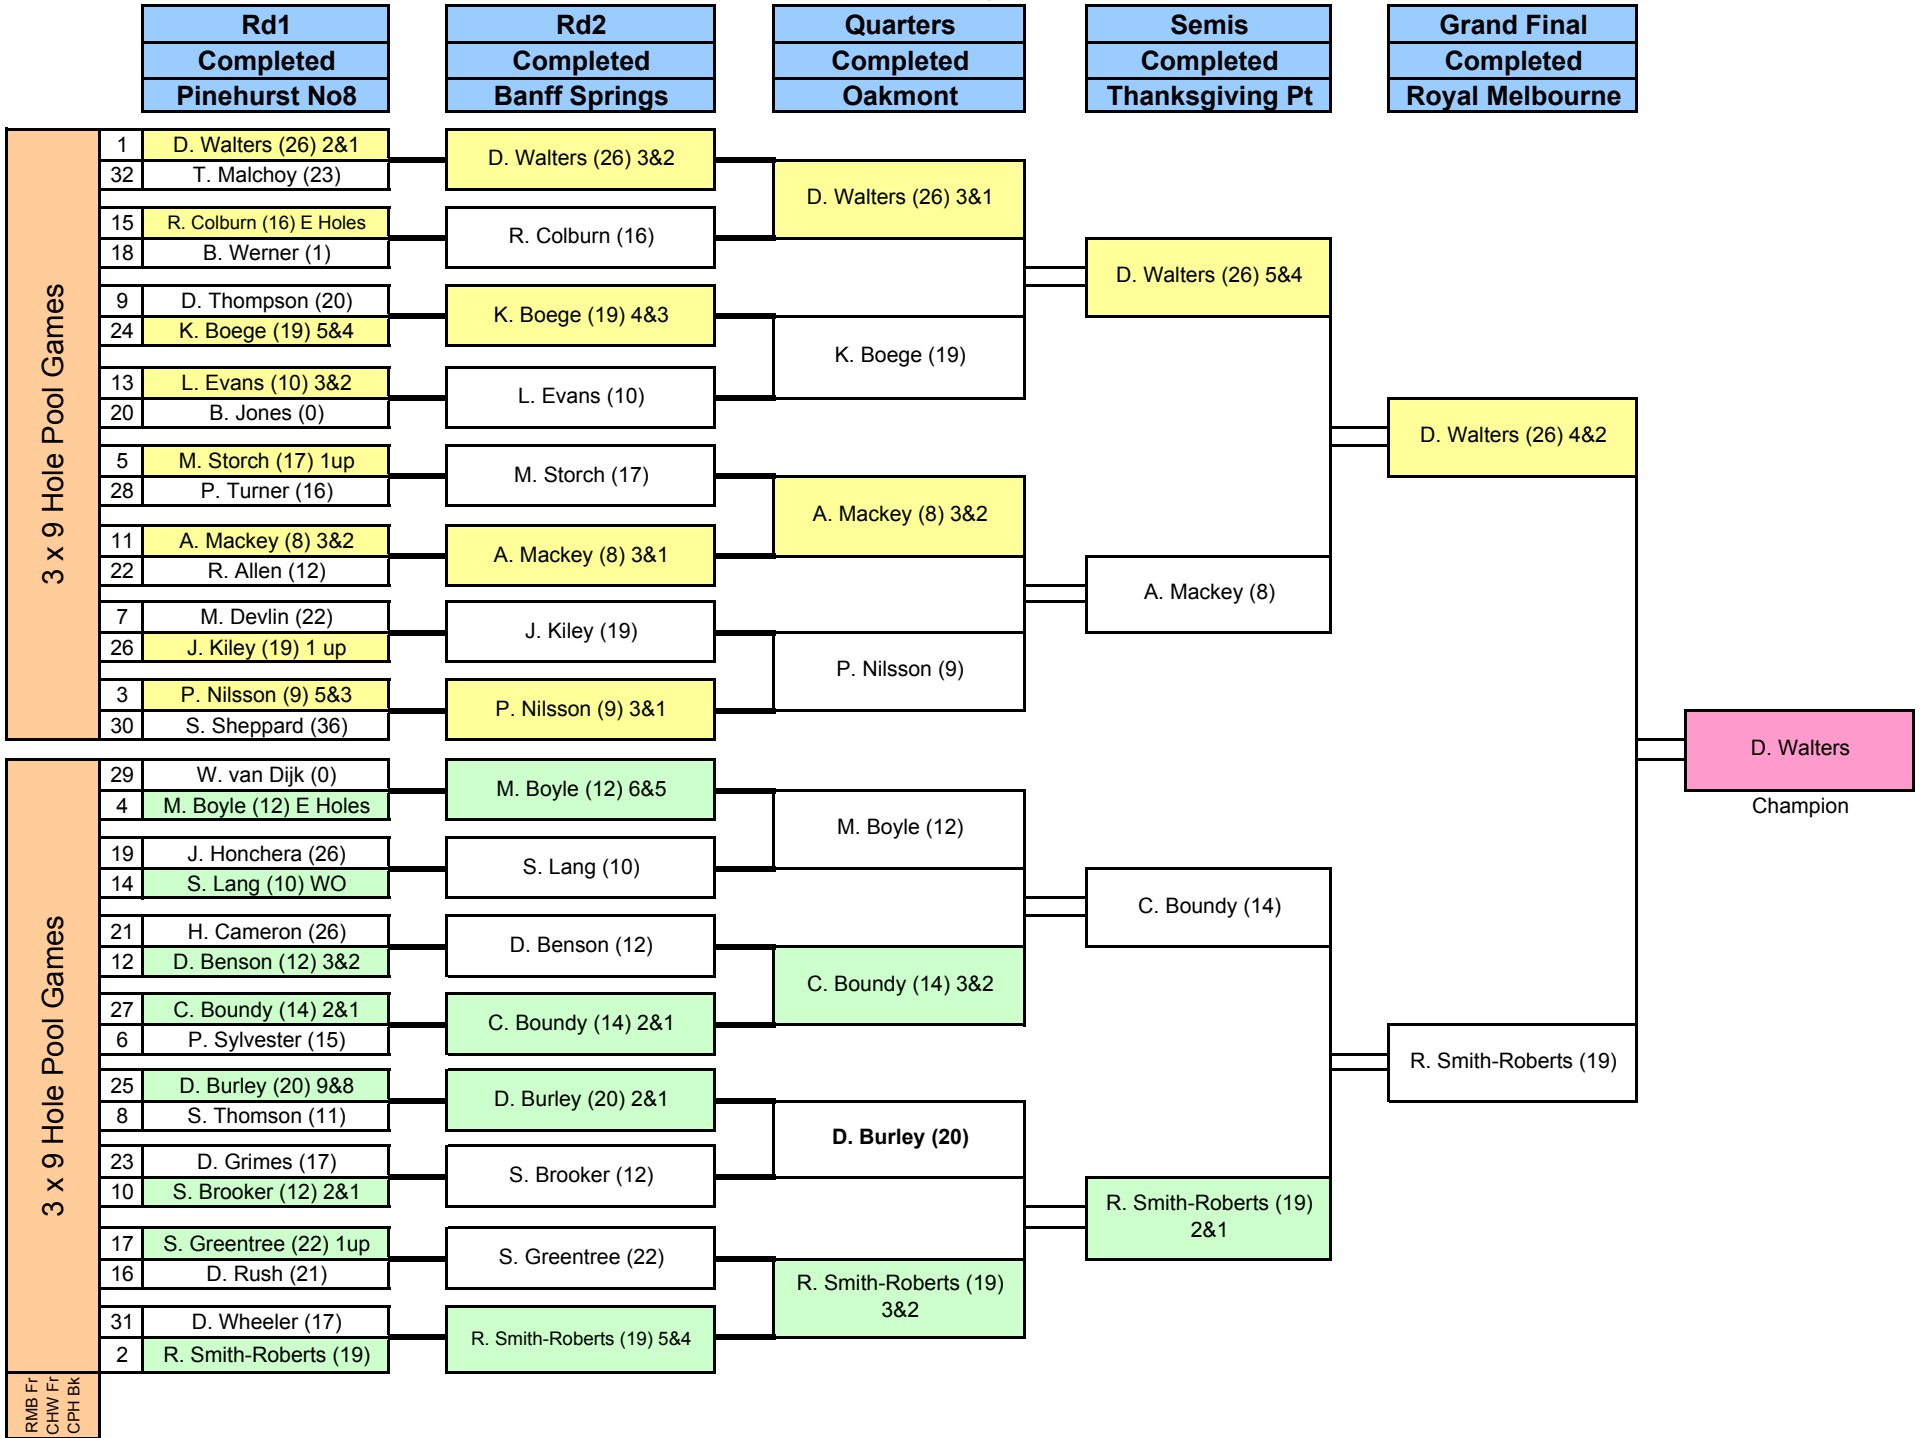 Rd1
Completed
Pinehurst No8
Rd2
Completed
Banff Springs
Quarters
Completed
Oakmont
Semis
Completed
Thanksgiving Pt
Grand Final
Completed
Royal Melbourne
3 x 9 Hole Pool Games
1 D. Walters (26) 2&1
32 T. Malchoy (23)
15 R. Colburn (16) E Holes
18 B. Werner (1)
9 D. Thompson (20)
24 K. Boege (19) 5&4
13 L. Evans (10) 3&2
20 B. Jones (0)
5 M. Storch (17) 1up
28 P. Turner (16)
11 A. Mackey (8) 3&2
22 R. Allen (12)
7 M. Devlin (22)
26 J. Kiley (19) 1 up
3 P. Nilsson (9) 5&3
30 S. Sheppard (36)
3 x 9 Hole Pool Games
29 W. van Dijk (0)
4 M. Boyle (12) E Holes
19 J. Honchera (26)
14 S. Lang (10) WO
21 H. Cameron (26)
12 D. Benson (12) 3&2
27 C. Boundy (14) 2&1
6 P. Sylvester (15)
25 D. Burley (20) 9&8
8 S. Thomson (11)
23 D. Grimes (17)
10 S. Brooker (12) 2&1
17 S. Greentree (22) 1up
16 D. Rush (21)
31 D. Wheeler (17)
2 R. Smith-Roberts (19)
RMB Fr
CHW Fr
CPH Bk
D. Walters (26) 3&2
R. Colburn (16)
K. Boege (19) 4&3
L. Evans (10)
M. Storch (17)
A. Mackey (8) 3&1
J. Kiley (19)
P. Nilsson (9) 3&1
M. Boyle (12) 6&5
S. Lang (10)
D. Benson (12)
C. Boundy (14) 2&1
D. Burley (20) 2&1
S. Brooker (12)
S. Greentree (22)
R. Smith-Roberts (19) 5&4
D. Walters (26) 3&1
K. Boege (19)
A. Mackey (8) 3&2
P. Nilsson (9)
M. Boyle (12)
C. Boundy (14) 3&2
D. Burley (20)
R. Smith-Roberts (19)
3&2
D. Walters (26) 5&4
A. Mackey (8)
C. Boundy (14)
R. Smith-Roberts (19)
2&1
D. Walters (26) 4&2
R. Smith-Roberts (19)
D. Walters
Champion